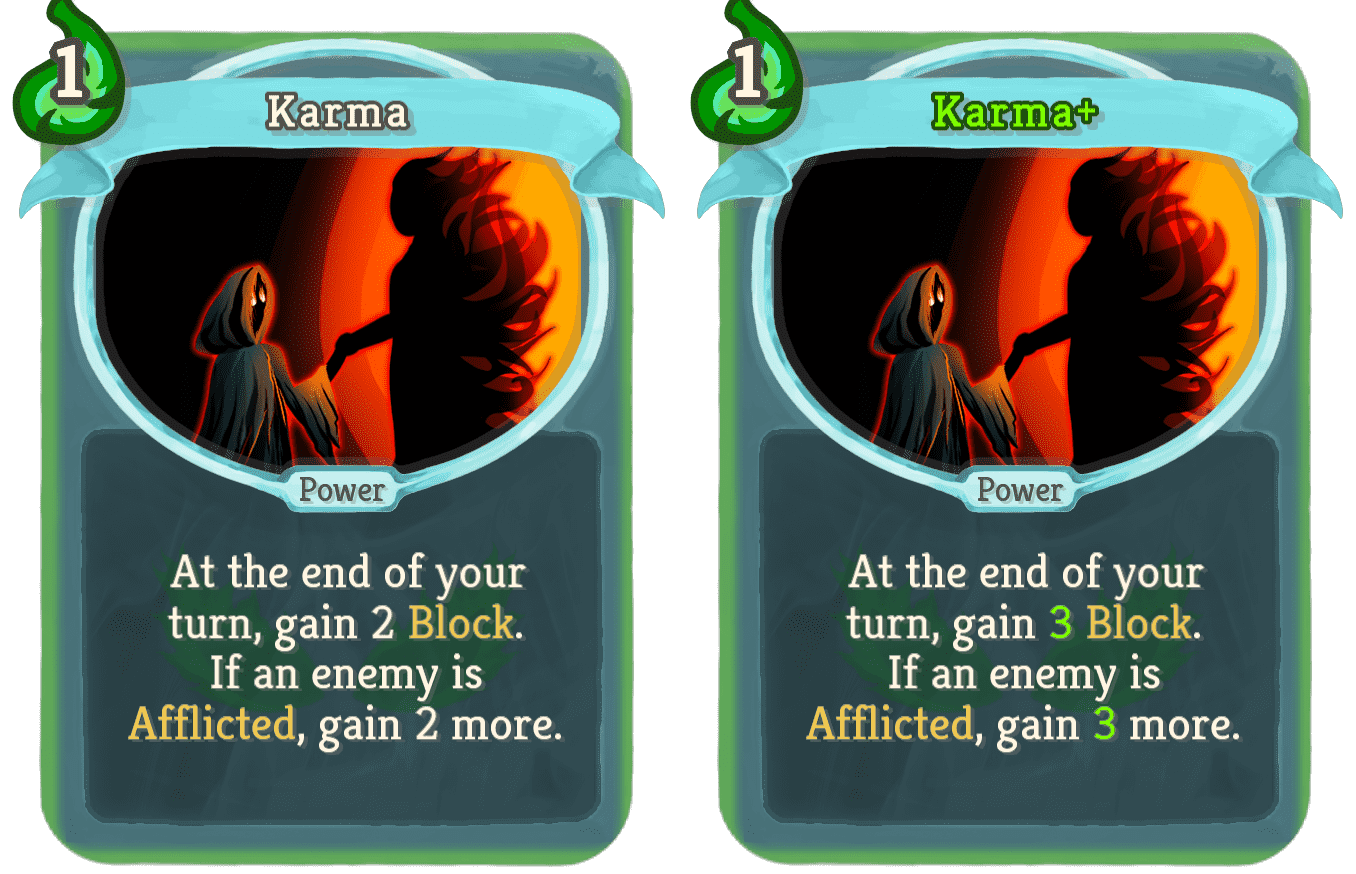 1
Karma
Power
At the end of your
turn, gain 2 Block.
If an enemy is
Afflicted, gain 2 more.
1
Karma+
Power
At the end of your
turn, gain 3 Block.
If an enemy is
Afflicted, gain 3 more.